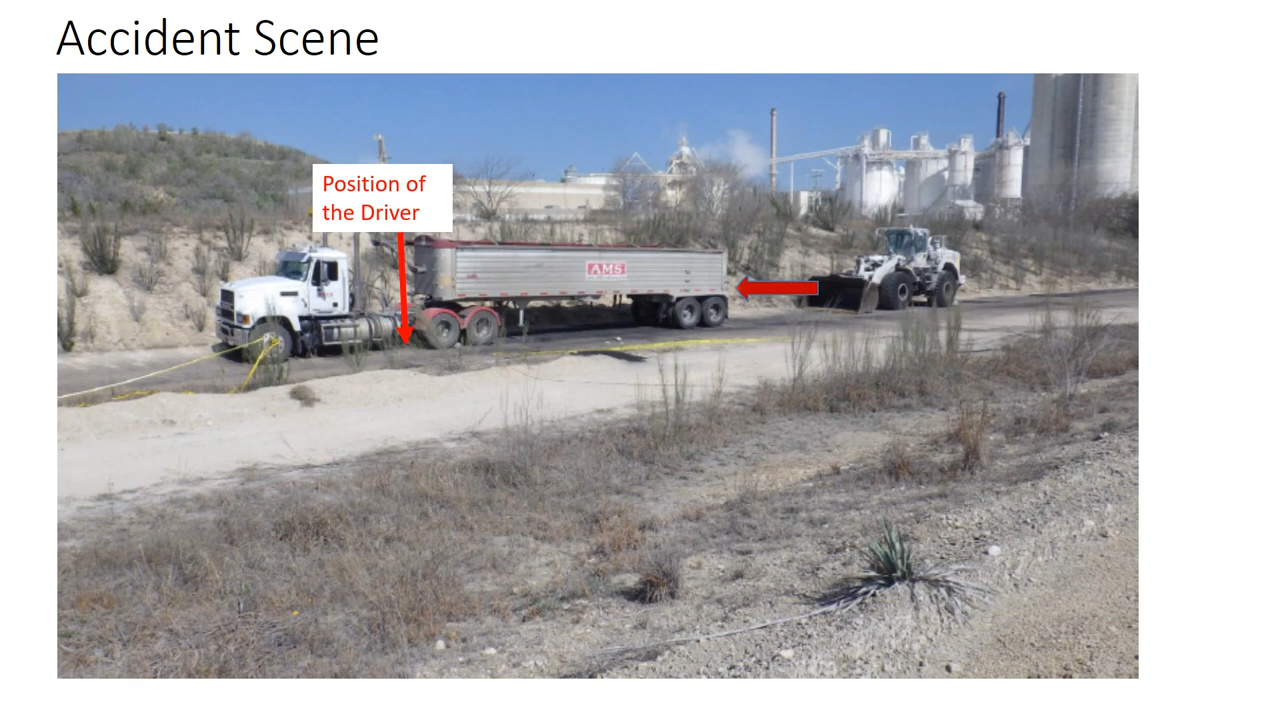 Accident Scene
Position of
the Driver
AMS